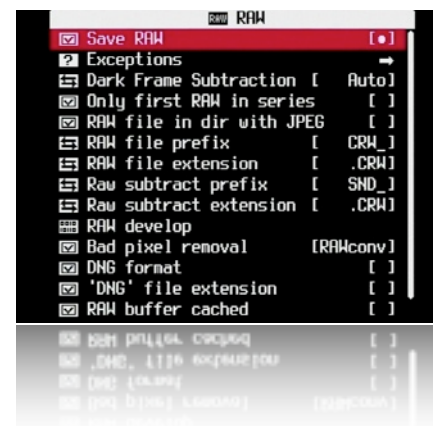 RAW RAW
Save RAW [•]
? Exceptions →
Dark Frame Subtraction [ Auto]
Only first RAW in series [ ]
RAW file in dir with JPEG [ ]
RAW file prefix [ CRW_]
RAW file extension [ .CRW]
Raw subtract prefix [ SND_]
Raw subtract extension [ .CRW]
RAW develop
Bad pixel removal [RAWconv]
DNG format [ ]
'DNG' file extension [ ]
RAW buffer cached [ ]